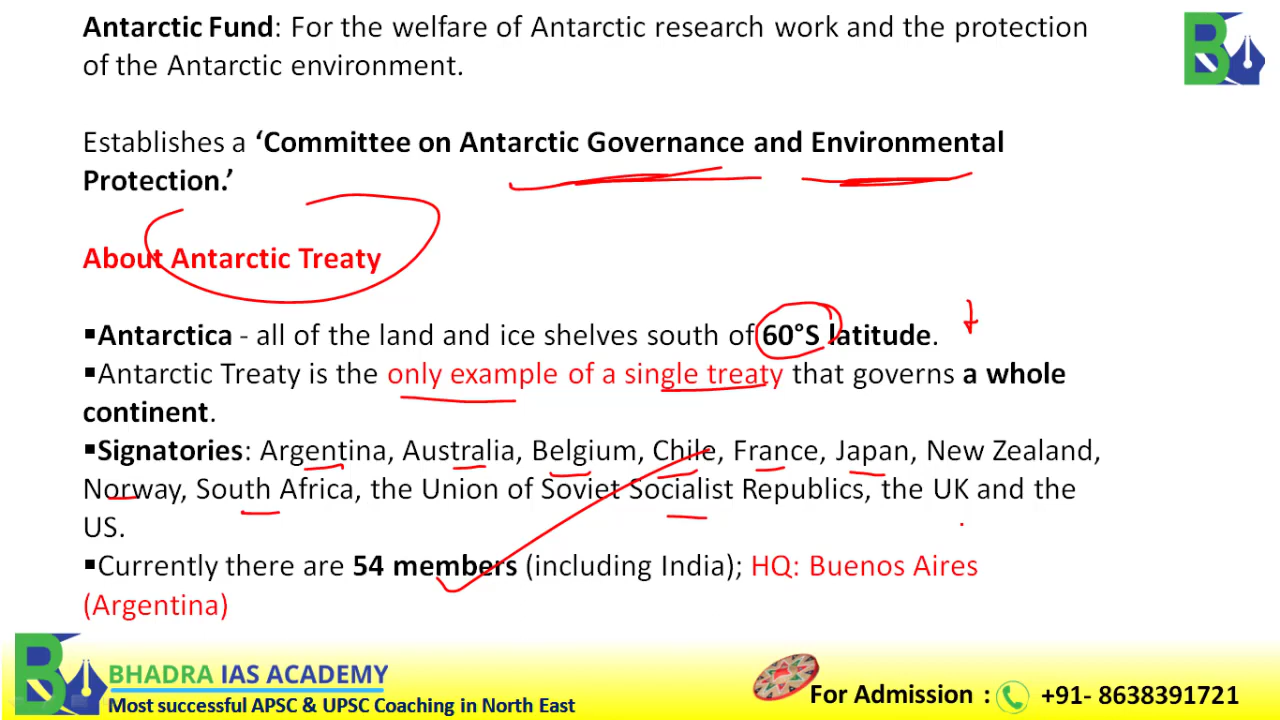 Antarctic Fund: For the welfare of Antarctic research work and the protection
of the Antarctic environment.
Establishes a ‘Committee on Antarctic Governance and Environmental
Protection.’
About Antarctic Treaty
▪Antarctica - all of the land and ice shelves south of 60°S latitude.
▪Antarctic Treaty is the only example of a single treaty that governs a whole
continent.
▪Signatories: Argentina, Australia, Belgium, Chile, France, Japan, New Zealand,
Norway, South Africa, the Union of Soviet Socialist Republics, the UK and the
US.
▪Currently there are 54 members (including India); HQ: Buenos Aires
(Argentina)
BHADRA IAS ACADEMY
Most successful APSC & UPSC Coaching in North East
For Admission : +91- 8638391721